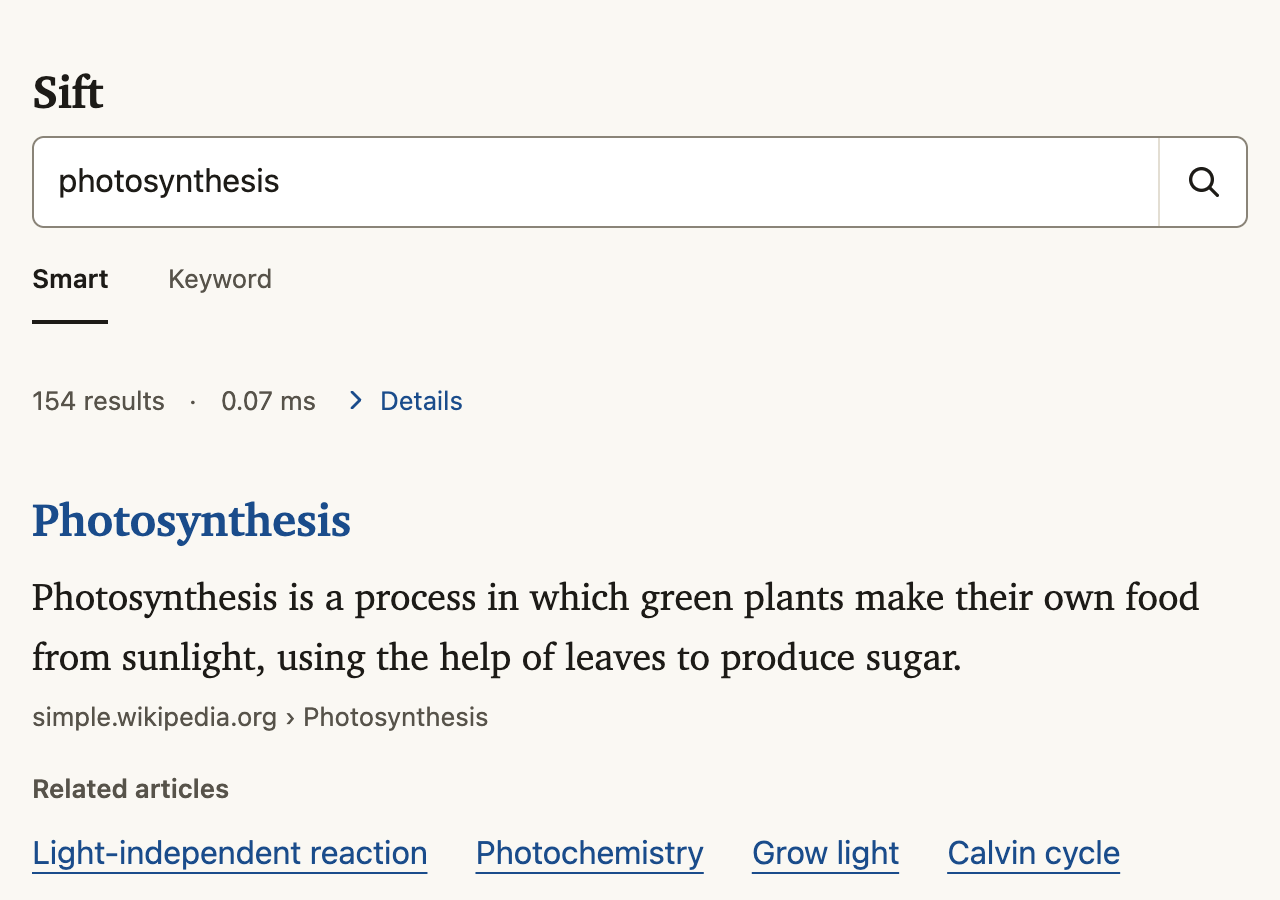 Sift
photosynthesis
Smart Keyword
154 results · 0.07 ms Details
Photosynthesis
Photosynthesis is a process in which green plants make their own food
from sunlight, using the help of leaves to produce sugar.
simple.wikipedia.org › Photosynthesis
Related articles
Light-independent reaction Photochemistry Grow light Calvin cycle